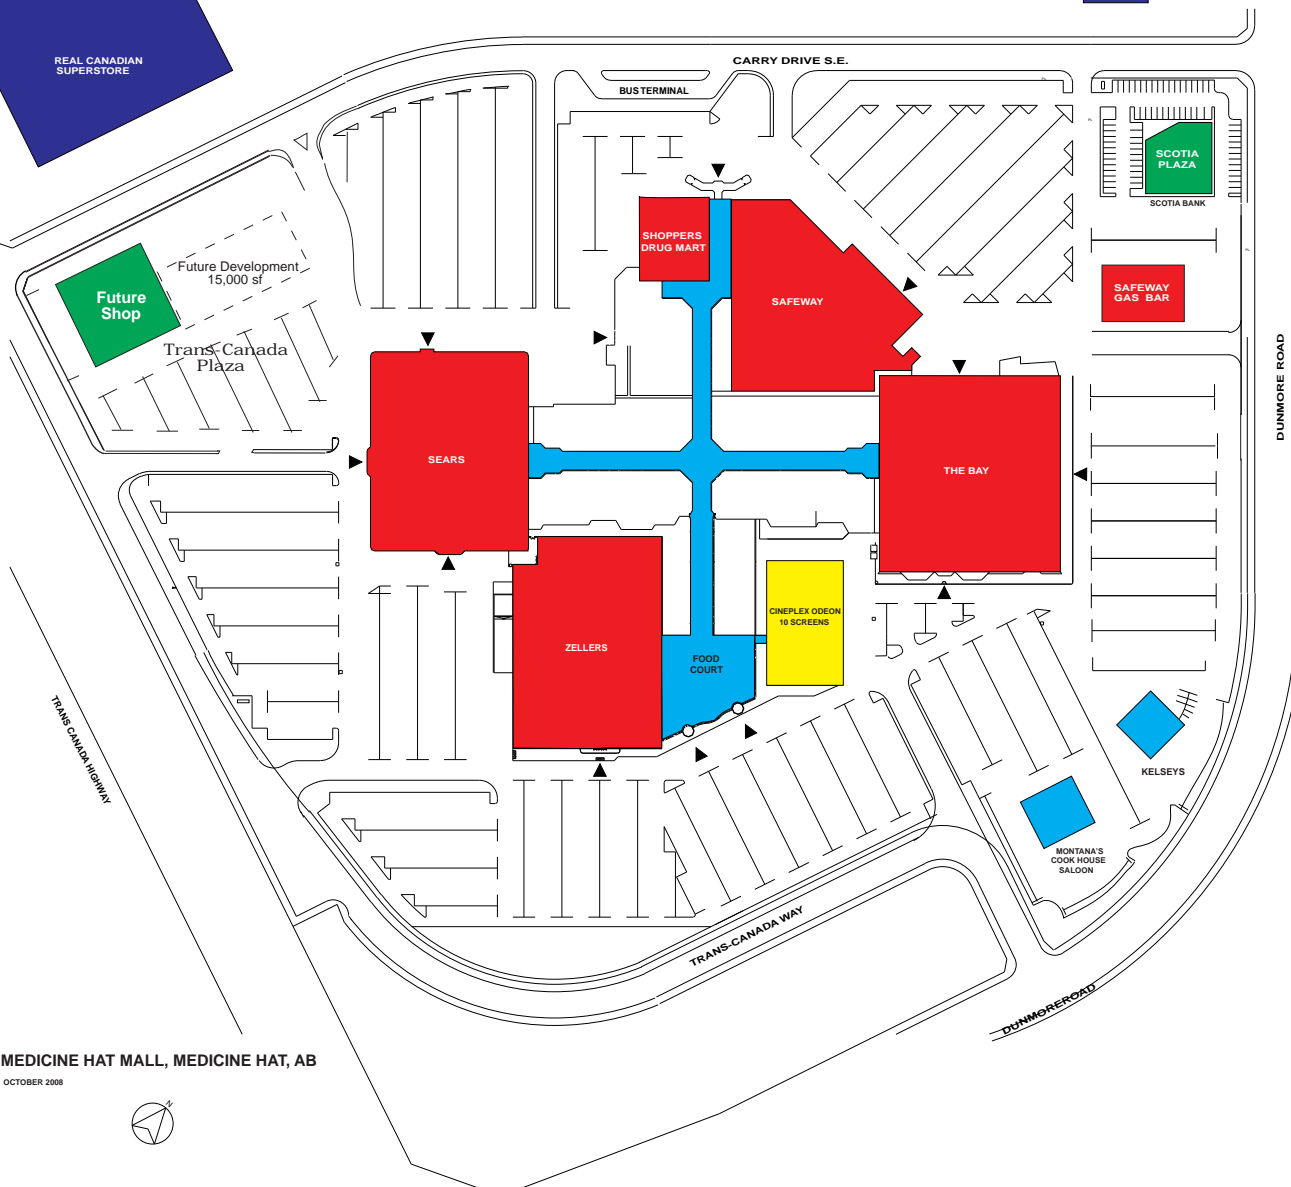 REAL CANADIAN
SUPERSTORE
CARRY DRIVE S.E.
BUS TERMINAL
SCOTIA
PLAZA
SCOTIA BANK
SHOPPERS
DRUG MART
Future Development
15,000 sf
Future
Shop
SAFEWAY
SAFEWAY
GAS BAR
Trans-Canada
Plaza
DUNMORE ROAD
SEARS
THE BAY
CINEPLEX ODEON
10 SCREENS
ZELLERS
FOOD
COURT
TRANS CANADA HIGHWAY
KELSEYS
MONTANA'S
COOK HOUSE
SALOON
TRANS-CANADA WAY
DUNMOREROAD
MEDICINE HAT MALL, MEDICINE HAT, AB
OCTOBER 2008
N